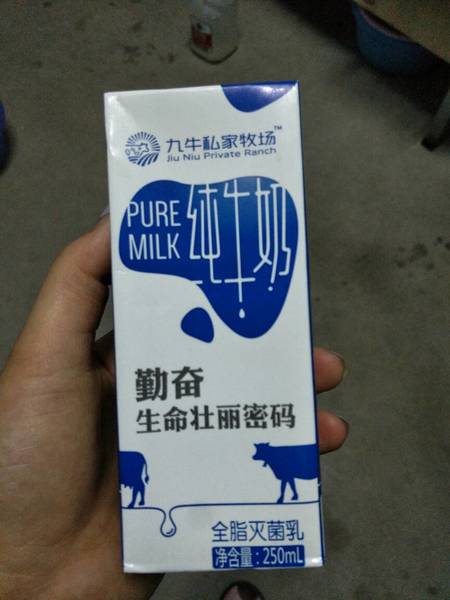 九牛私家牧场™
Jiu Niu Private Ranch
PURE
MILK
纯牛奶
勤奋
生命壮丽密码
全脂灭菌乳
净含量：250mL